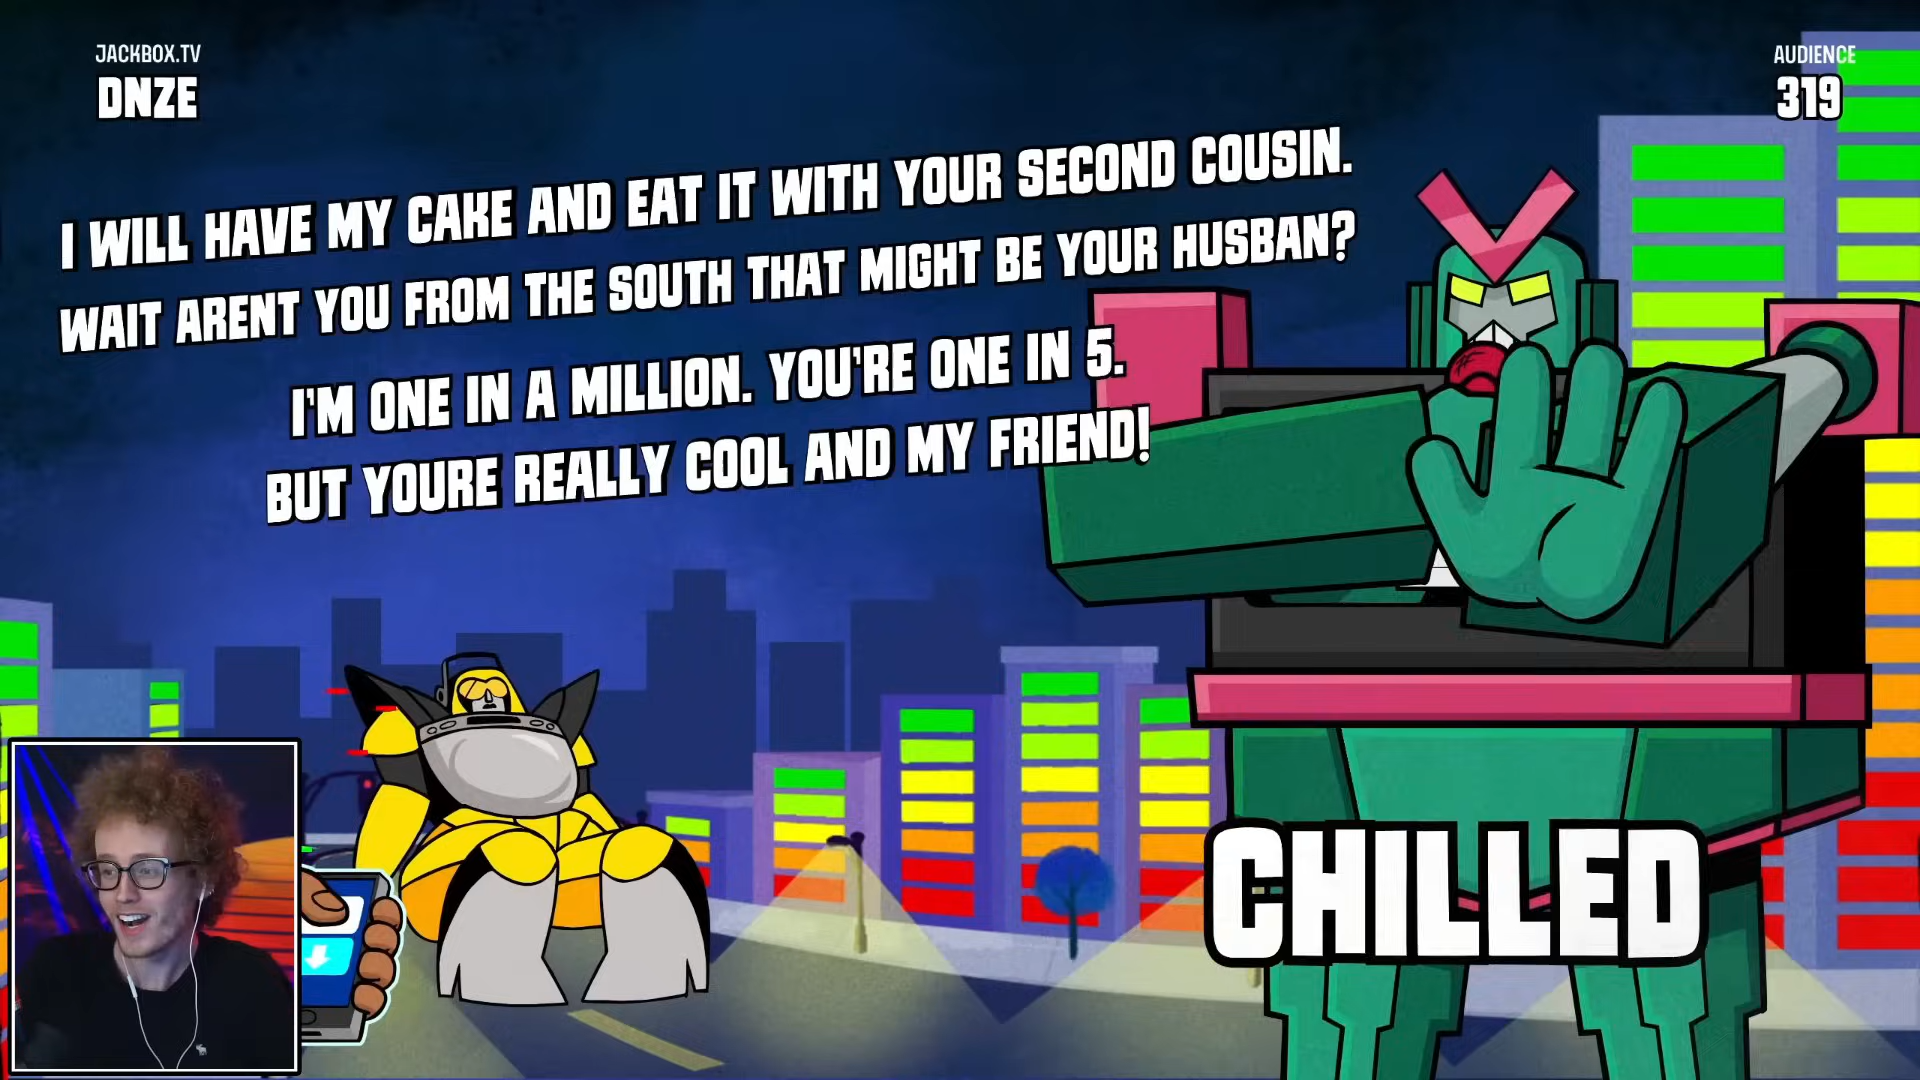 JACKBOX.TV
DNZE
AUDIENCE
319
I WILL HAVE MY CAKE AND EAT IT WITH YOUR SECOND COUSIN.
WAIT ARENT YOU FROM THE SOUTH THAT MIGHT BE YOUR HUSBAN?
I'M ONE IN A MILLION. YOU'RE ONE IN 5.
BUT YOURE REALLY COOL AND MY FRIEND!
CHILLED